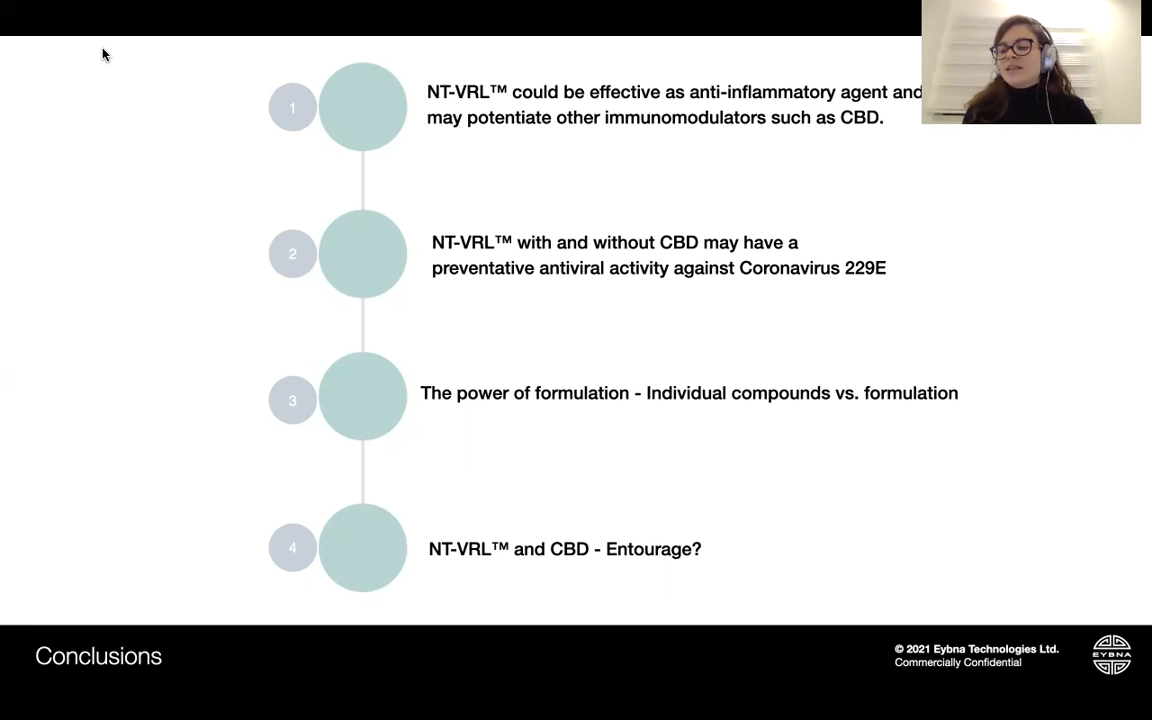 1
NT-VRL™ could be effective as anti-inflammatory agent and
may potentiate other immunomodulators such as CBD.
2
NT-VRL™ with and without CBD may have a
preventative antiviral activity against Coronavirus 229E
3
The power of formulation - Individual compounds vs. formulation
4
NT-VRL™ and CBD - Entourage?
Conclusions
© 2021 Eybna Technologies Ltd.
Commercially Confidential
EYBNA